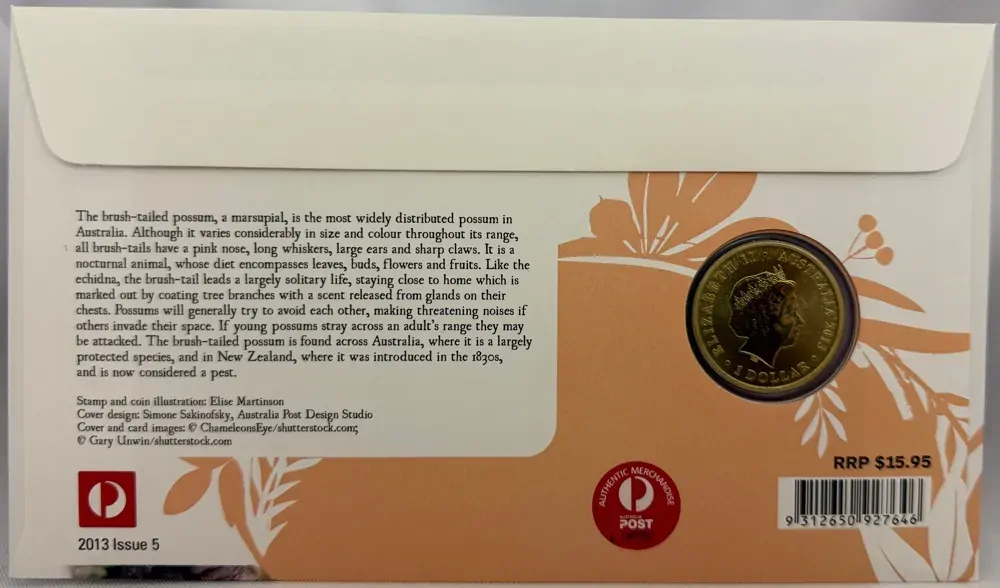 The brush-tailed possum, a marsupial, is the most widely distributed possum in
Australia. Although it varies considerably in size and colour throughout its range,
all brush-tails have a pink nose, long whiskers, large ears and sharp claws. It is a
nocturnal animal, whose diet encompasses leaves, buds, flowers and fruits. Like the
echidna, the brush-tail leads a largely solitary life, staying close to home which is
marked out by coating tree branches with a scent released from glands on their
chests. Possums will generally try to avoid each other, making threatening noises if
others invade their space. If young possums stray across an adult's range they may
be attacked. The brush-tailed possum is found across Australia, where it is a largely
protected species, and in New Zealand, where it was introduced in the 1830s,
and is now considered a pest.
Stamp and coin illustration: Elise Martinson
Cover design: Simone Sakinofsky, Australia Post Design Studio
Cover and card images: © ChameleonsEye/shutterstock.com;
© Gary Unwin/shutterstock.com
2013 Issue 5
ELIZABETH II · AUSTRALIA 2013
· 1 DOLLAR ·
AUTHENTIC MERCHANDISE
AUSTRALIA
POST
RRP $15.95
9 312650 927646